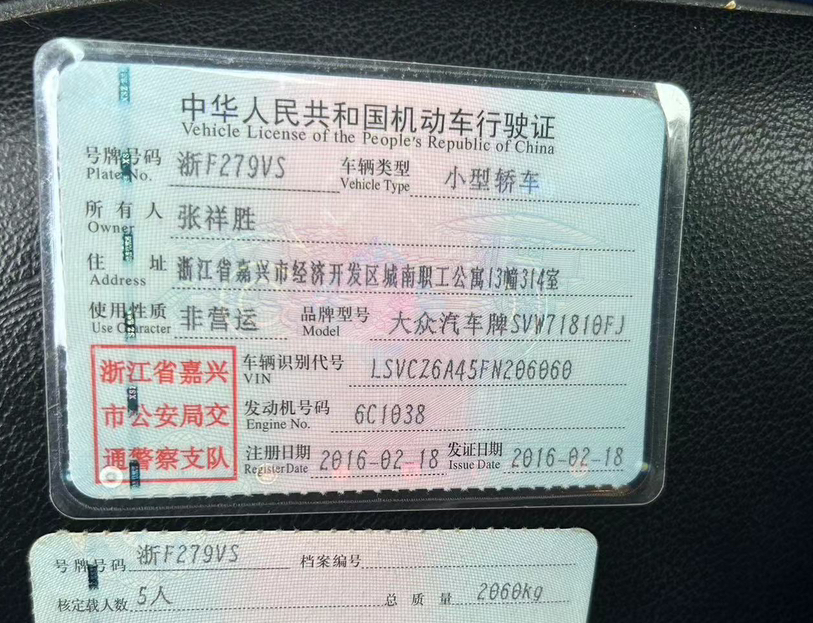 中华人民共和国机动车行驶证
Vehicle License of the People's Republic of China
号牌号码 浙F279VS 车辆类型 小型轿车
Plate No. Vehicle Type
所有人 张祥胜
Owner
住址 浙江省嘉兴市经济开发区城南职工公寓13幢314室
Address
使用性质 非营运 品牌型号 大众汽车牌SVW71810FJ
Use Character Model
浙江省嘉兴 车辆识别代号 LSVCZ6A45FN206060
VIN
市公安局交 发动机号码 6C1038
Engine No.
通警察支队 注册日期 2016-02-18 发证日期 2016-02-18
Register Date Issue Date
号牌号码 浙F279VS 档案编号
核定载人数 5人 总质量 2060kg